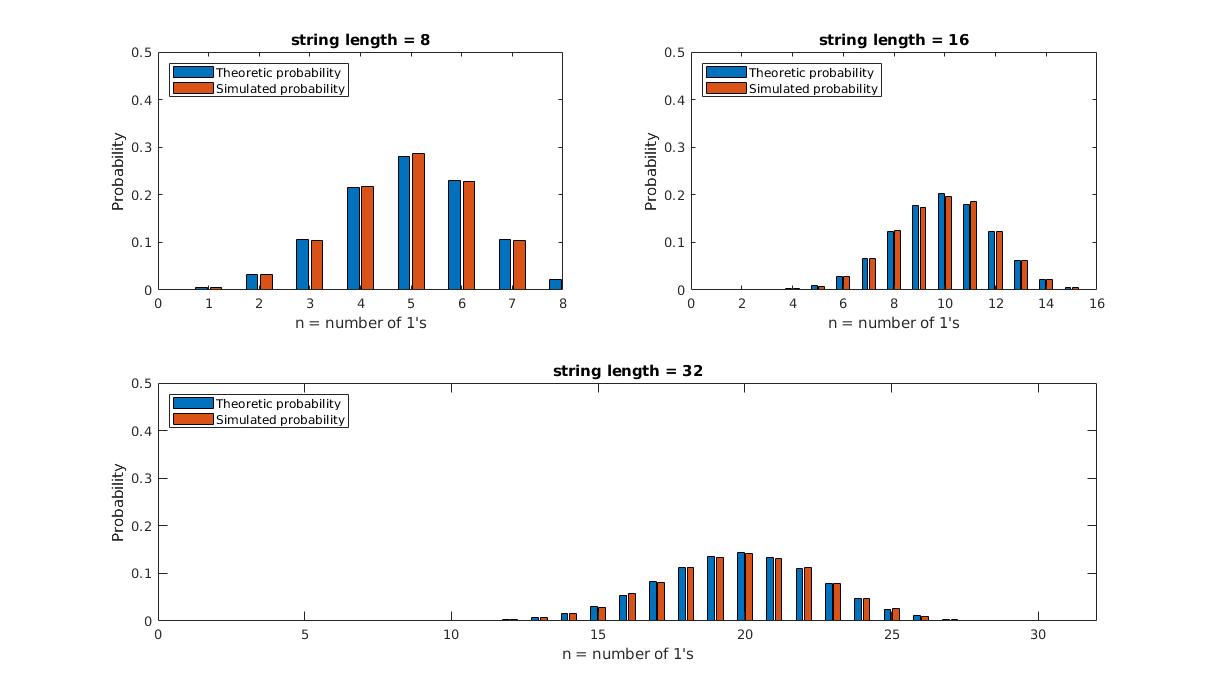 string length = 8
0.5
0.4
0.3
0.2
0.1
0
Probability
Theoretic probability
Simulated probability
0 1 2 3 4 5 6 7 8
n = number of 1's
string length = 16
0.5
0.4
0.3
0.2
0.1
0
Probability
Theoretic probability
Simulated probability
0 2 4 6 8 10 12 14 16
n = number of 1's
string length = 32
0.5
0.4
0.3
0.2
0.1
0
Probability
Theoretic probability
Simulated probability
0 5 10 15 20 25 30
n = number of 1's